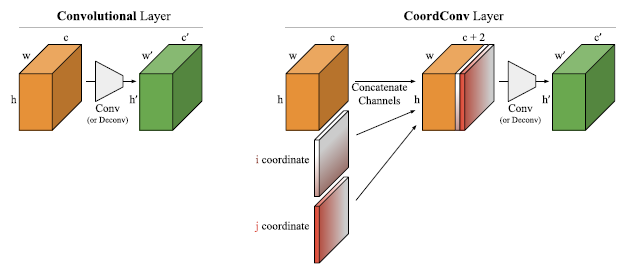 Convolutional Layer
c
w
h
Conv
(or Deconv)
c′
w′
h′
CoordConv Layer
c
w
h
i coordinate
j coordinate
Concatenate
Channels
c + 2
w
h
Conv
(or Deconv)
c′
w′
h′